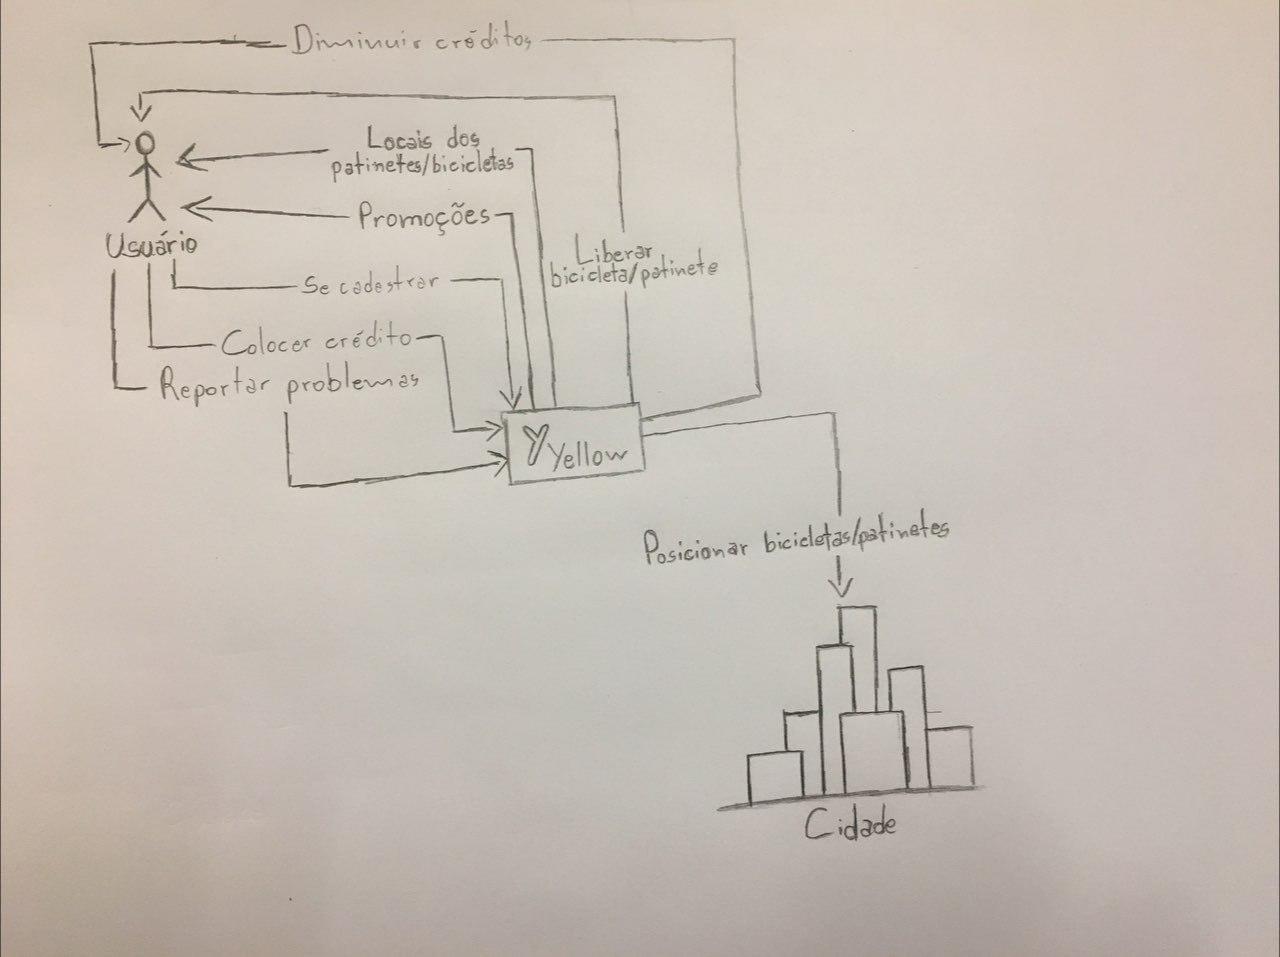 Diminuir créditos
Locais dos
patinetes/bicicletas
Promoções
Usuário
Liberar
bicicleta/patinete
Se cadastrar
Colocar crédito
Reportar problemas
Y Yellow
Posicionar bicicletas/patinetes
Cidade